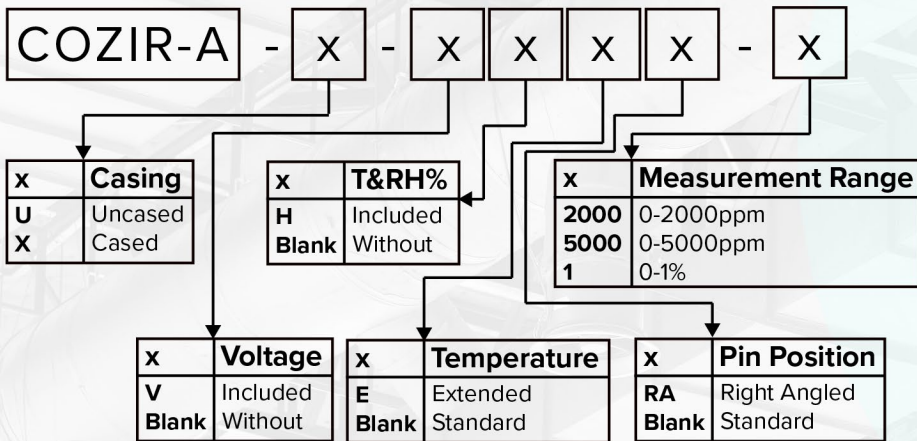 COZIR-A - x - x x x x - x
x Casing
U Uncased
X Cased
x T&RH%
H Included
Blank Without
x Measurement Range
2000 0-2000ppm
5000 0-5000ppm
1 0-1%
x Voltage
V Included
Blank Without
x Temperature
E Extended
Blank Standard
x Pin Position
RA Right Angled
Blank Standard